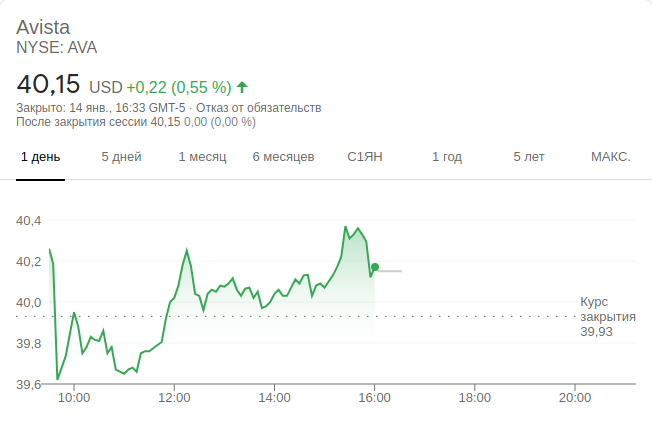 Avista
NYSE: AVA
40,15 USD +0,22 (0,55 %)
Закрыто: 14 янв., 16:33 GMT-5 · Отказ от обязательств
После закрытия сессии 40,15 0,00 (0,00 %)
1 день 5 дней 1 месяц 6 месяцев С1ЯН 1 год 5 лет МАКС.
40,4
40,2
40,0
39,8
39,6
Курс
закрытия
39,93
10:00 12:00 14:00 16:00 18:00 20:00